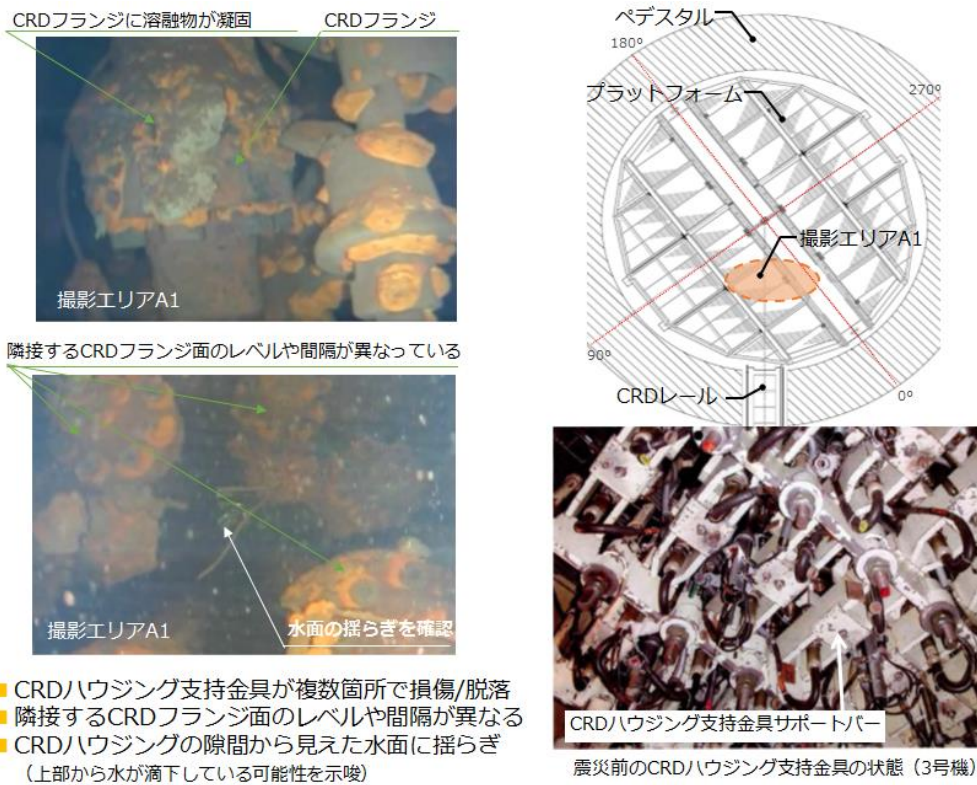 CRDフランジに溶融物が凝固
CRDフランジ
撮影エリアA1
隣接するCRDフランジ面のレベルや間隔が異なっている
撮影エリアA1
水面の揺らぎを確認
■ CRDハウジング支持金具が複数箇所で損傷/脱落
■ 隣接するCRDフランジ面のレベルや間隔が異なる
■ CRDハウジングの隙間から見えた水面に揺らぎ
（上部から水が滴下している可能性を示唆）
ペデスタル
180°
270°
プラットフォーム
撮影エリアA1
90°
CRDレール
0°
CRDハウジング支持金具サポートバー
震災前のCRDハウジング支持金具の状態（3号機）